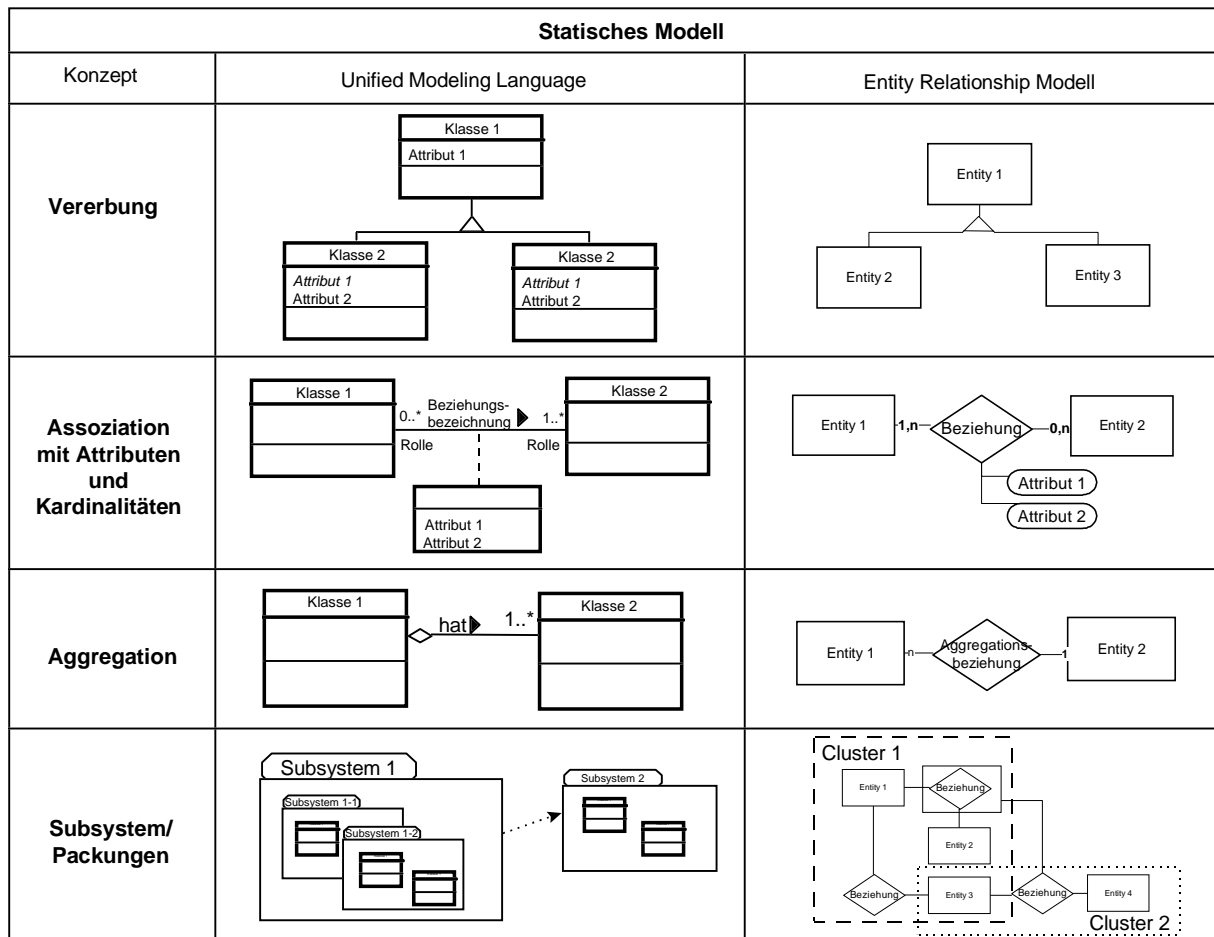 Statisches Modell
Konzept
Unified Modeling Language
Entity Relationship Modell
Vererbung
Klasse 1
Attribut 1
Klasse 2
Attribut 1
Attribut 2
Klasse 2
Attribut 1
Attribut 2
Entity 1
Entity 2
Entity 3
Assoziation
mit Attributen
und
Kardinalitäten
Klasse 1
0..*
Beziehungs-
bezeichnung
1..*
Rolle
Rolle
Klasse 2
Attribut 1
Attribut 2
Entity 1
1,n
Beziehung
0,n
Entity 2
Attribut 1
Attribut 2
Aggregation
Klasse 1
hat
1..*
Klasse 2
Entity 1
n
Aggregations-
beziehung
1
Entity 2
Subsystem/
Packungen
Subsystem 1
Subsystem 1-1
Subsystem 1-2
Subsystem 2
Cluster 1
Entity 1
Beziehung
Entity 2
Beziehung
Entity 3
Beziehung
Entity 4
Cluster 2